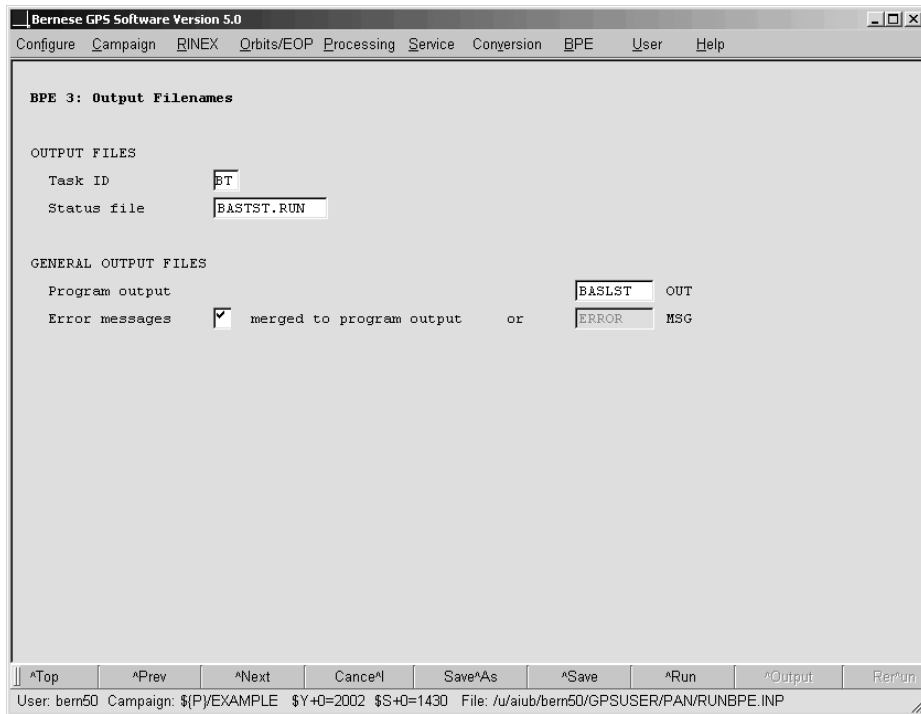 Bernese GPS Software Version 5.0
Configure Campaign RINEX Orbits/EOP Processing Service Conversion BPE User Help
BPE 3: Output Filenames
OUTPUT FILES
Task ID BT
Status file BASTST.RUN
GENERAL OUTPUT FILES
Program output BASLST OUT
Error messages merged to program output or ERROR MSG
^Top ^Prev ^Next Cance^l Save^As ^Save ^Run ^Output Rer^un
User: bern50 Campaign: ${P}/EXAMPLE $Y+0=2002 $S+0=1430 File: /u/aiub/bern50/GPSUSER/PAN/RUNBPE.INP